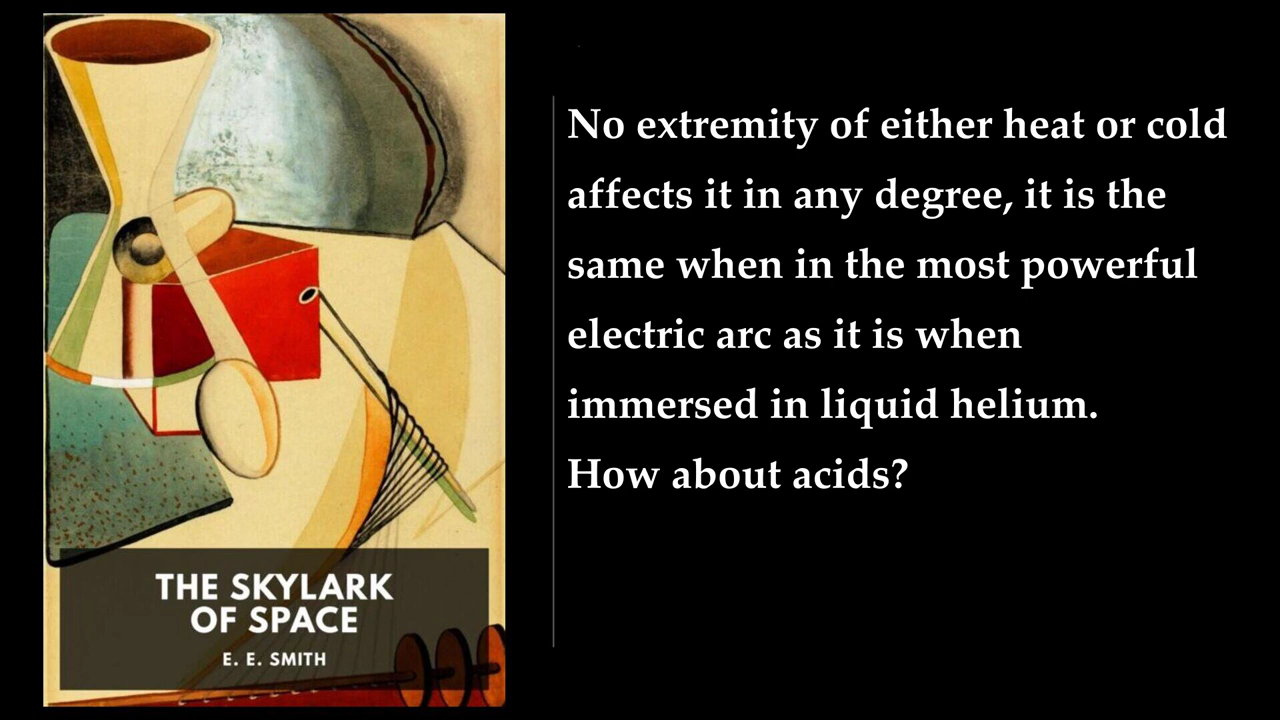 THE SKYLARK
OF SPACE
E. E. SMITH
No extremity of either heat or cold
affects it in any degree, it is the
same when in the most powerful
electric arc as it is when
immersed in liquid helium.
How about acids?